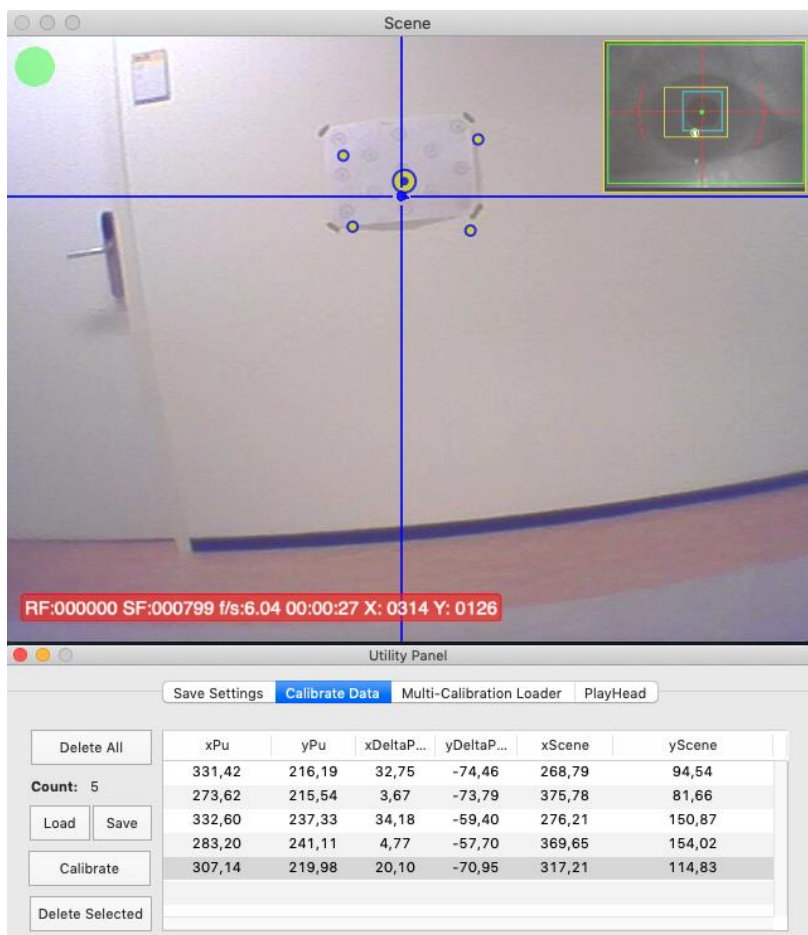 Scene
RF:000000 SF:000799 f/s:6.04 00:00:27 X: 0314 Y: 0126
Utility Panel
Save Settings Calibrate Data Multi-Calibration Loader PlayHead
Delete All
Count: 5
Load Save
Calibrate
Delete Selected
xPu yPu xDeltaP... yDeltaP... xScene yScene
331,42 216,19 32,75 -74,46 268,79 94,54
273,62 215,54 3,67 -73,79 375,78 81,66
332,60 237,33 34,18 -59,40 276,21 150,87
283,20 241,11 4,77 -57,70 369,65 154,02
307,14 219,98 20,10 -70,95 317,21 114,83